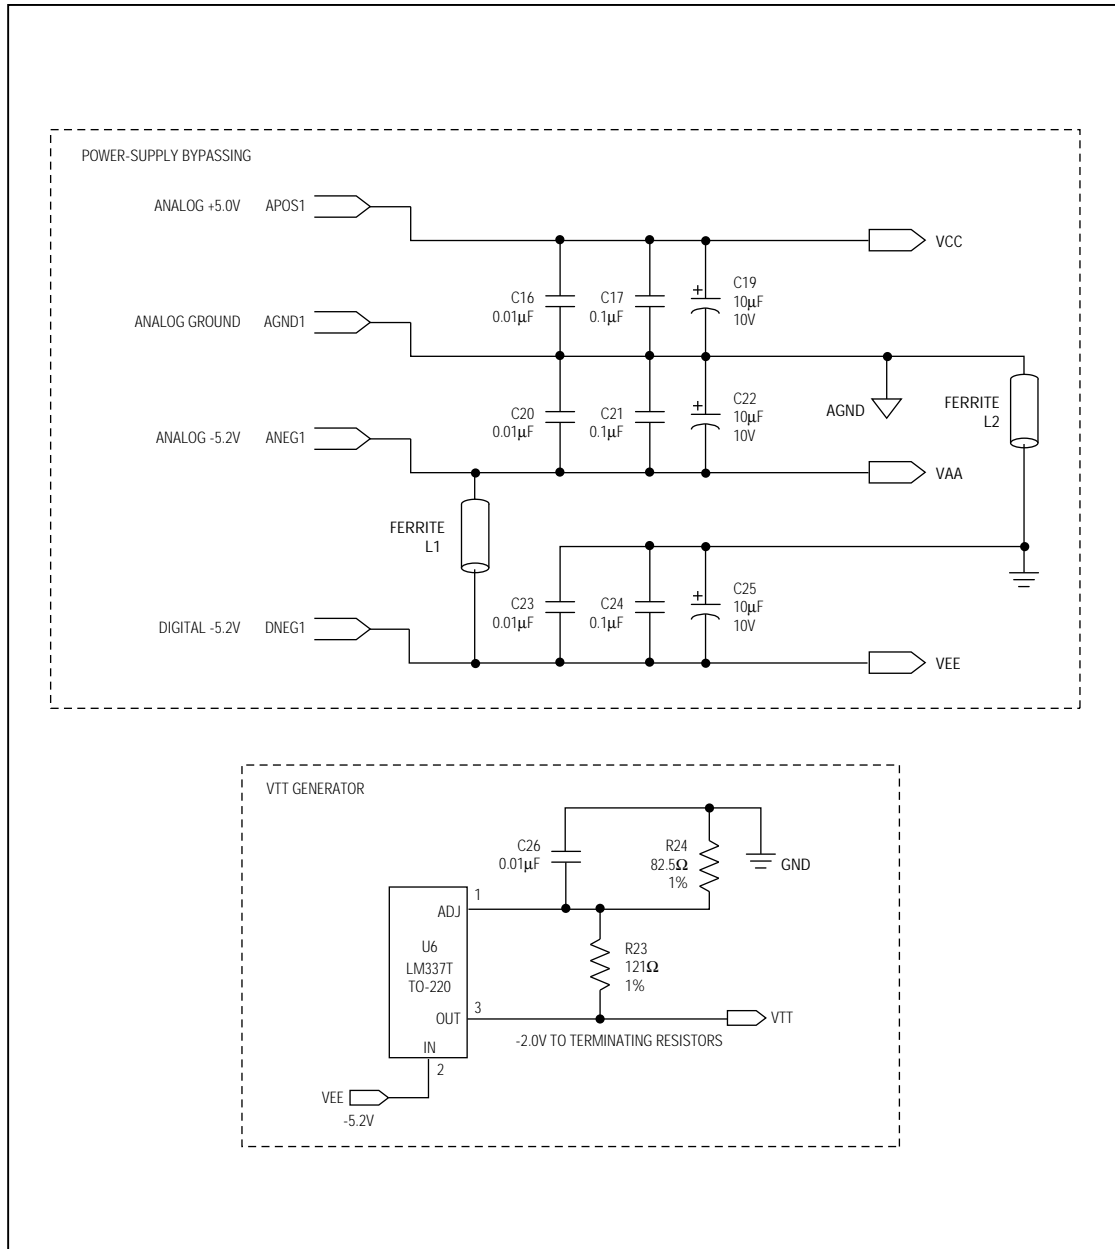 POWER-SUPPLY BYPASSING
ANALOG +5.0V APOS1
VCC
C16
0.01μF
C17
0.1μF
+
C19
10μF
10V
ANALOG GROUND AGND1
AGND
FERRITE
L2
C20
0.01μF
C21
0.1μF
+
C22
10μF
10V
ANALOG -5.2V ANEG1
VAA
FERRITE
L1
C23
0.01μF
C24
0.1μF
+
C25
10μF
10V
DIGITAL -5.2V DNEG1
VEE
VTT GENERATOR
C26
0.01μF
R24
82.5Ω
1%
GND
1
ADJ
U6
LM337T
TO-220
R23
121Ω
1%
OUT
3
VTT
-2.0V TO TERMINATING RESISTORS
IN
2
VEE
-5.2V